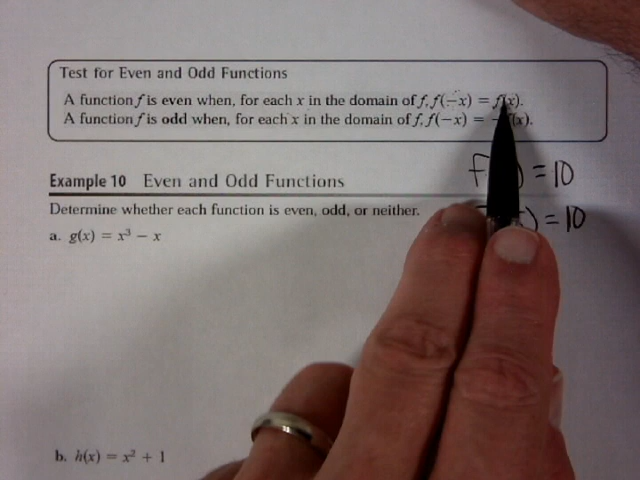 Test for Even and Odd Functions
A function f is even when, for each x in the domain of f, f(−x) = f(x).
A function f is odd when, for each x in the domain of f, f(−x) = −f(x).
f( ) = 10
Example 10 Even and Odd Functions
Determine whether each function is even, odd, or neither.
) = 10
a. g(x) = x³ − x
b. h(x) = x² + 1